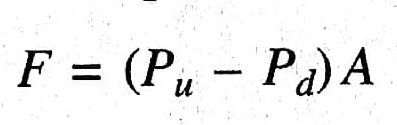 F = (P_u − P_d) A